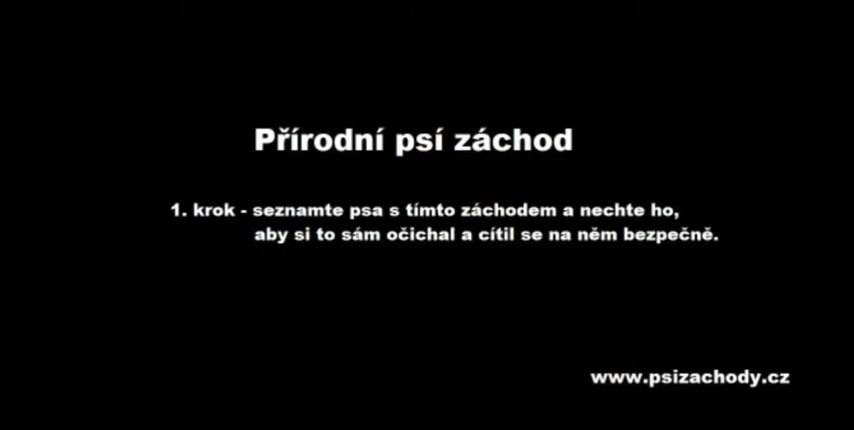 Přírodní psí záchod
1. krok - seznamte psa s tímto záchodem a nechte ho,
aby si to sám očichal a cítil se na něm bezpečně.
www.psizachody.cz